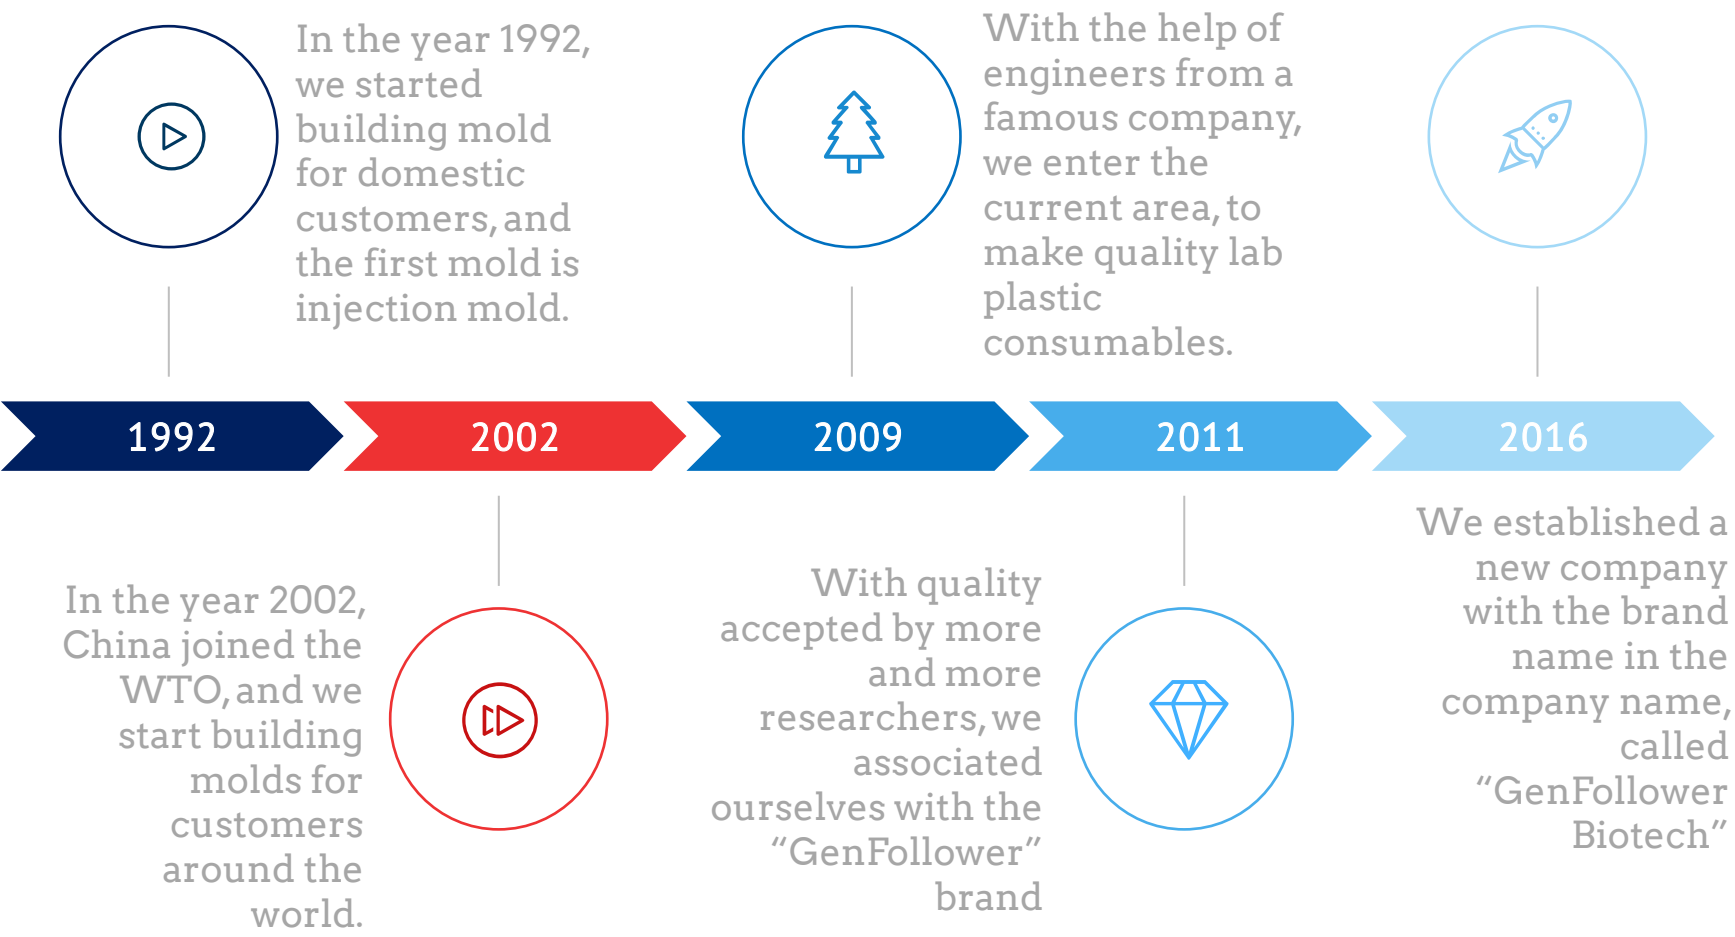 In the year 1992,
we started
building mold
for domestic
customers, and
the first mold is
injection mold.
With the help of
engineers from a
famous company,
we enter the
current area, to
make quality lab
plastic
consumables.
1992
2002
2009
2011
2016
In the year 2002,
China joined the
WTO, and we
start building
molds for
customers
around the
world.
With quality
accepted by more
and more
researchers, we
associated
ourselves with the
“GenFollower”
brand
We established a
new company
with the brand
name in the
company name,
called
“GenFollower
Biotech”